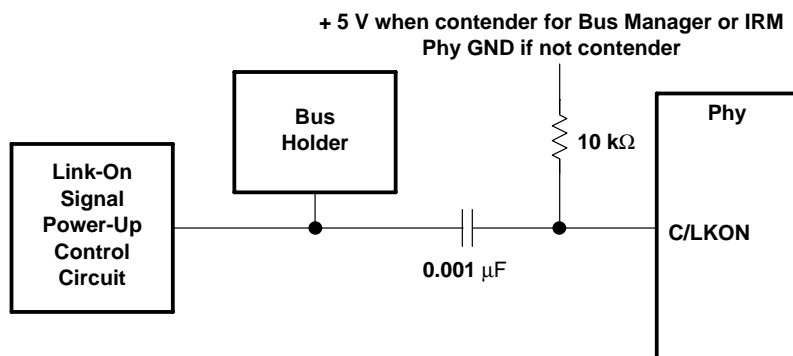 + 5 V when contender for Bus Manager or IRM
Phy GND if not contender
Bus
Holder
Phy
10 kΩ
Link-On
Signal
Power-Up
Control
Circuit
C/LKON
0.001 μF